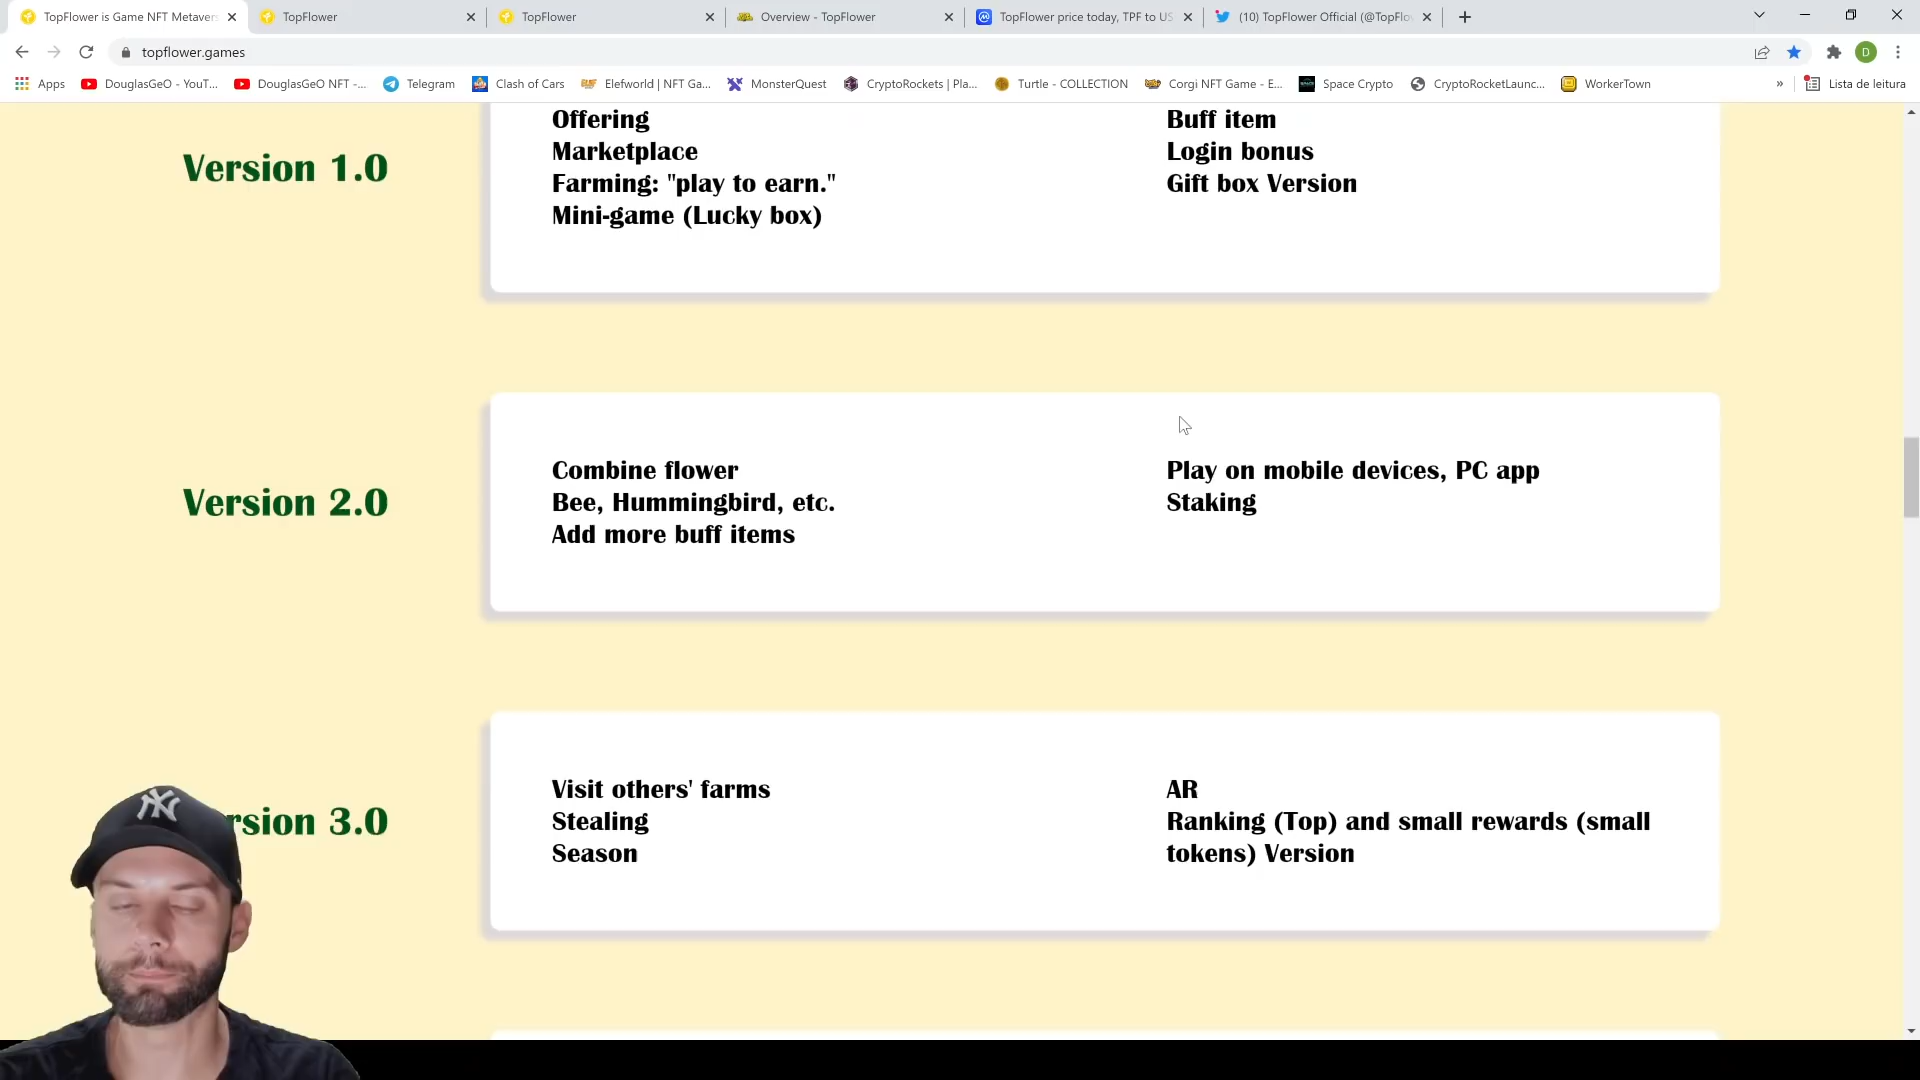 TopFlower is Game NFT Metavers
TopFlower
TopFlower
Overview - TopFlower
TopFlower price today, TPF to US
(10) TopFlower Official (@TopFlo
topflower.games
D
Apps
DouglasGeO - YouT...
DouglasGeO NFT -...
Telegram
Clash of Cars
Elefworld | NFT Ga...
MonsterQuest
CryptoRockets | Pla...
Turtle - COLLECTION
Corgi NFT Game - E...
Space Crypto
CryptoRocketLaunc...
WorkerTown
»
Lista de leitura
Version 1.0
Offering
Marketplace
Farming: "play to earn."
Mini-game (Lucky box)
Buff item
Login bonus
Gift box Version
Version 2.0
Combine flower
Bee, Hummingbird, etc.
Add more buff items
Play on mobile devices, PC app
Staking
rsion 3.0
Visit others' farms
Stealing
Season
AR
Ranking (Top) and small rewards (small
tokens) Version
NY